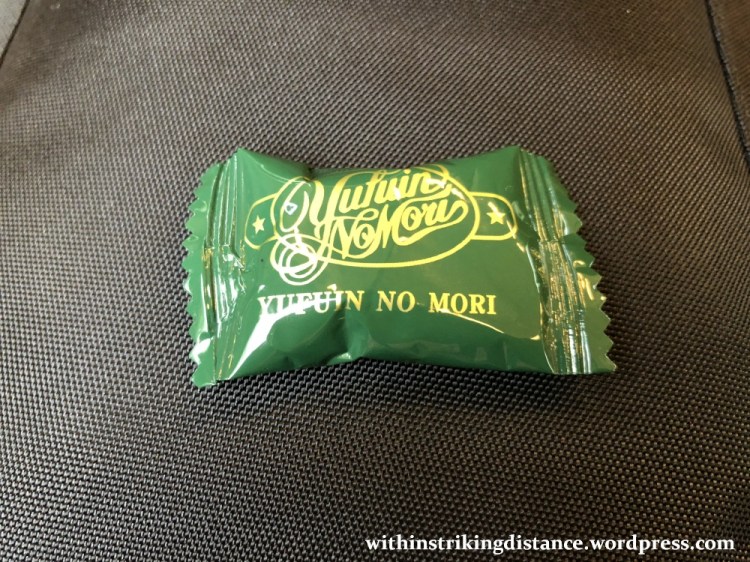 Yufuin
No Mori
YUFUIN NO MORI
withinstrikingdistance.wordpress.com